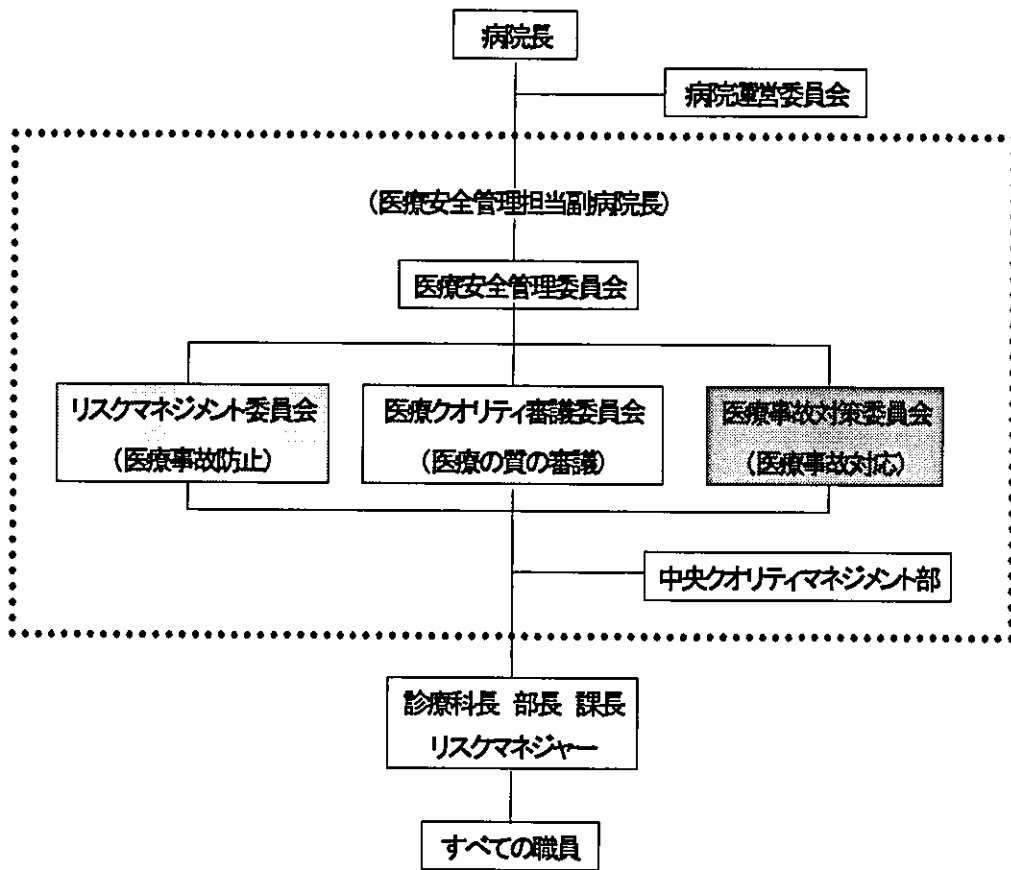 病院長
病院運営委員会
（医療安全管理担当副病院長）
医療安全管理委員会
リスクマネジメント委員会
（医療事故防止）
医療クオリティ審議委員会
（医療の質の審議）
医療事故対策委員会
（医療事故対応）
中央クオリティマネジメント部
診療科長 部長 課長
リスクマネジャー
すべての職員